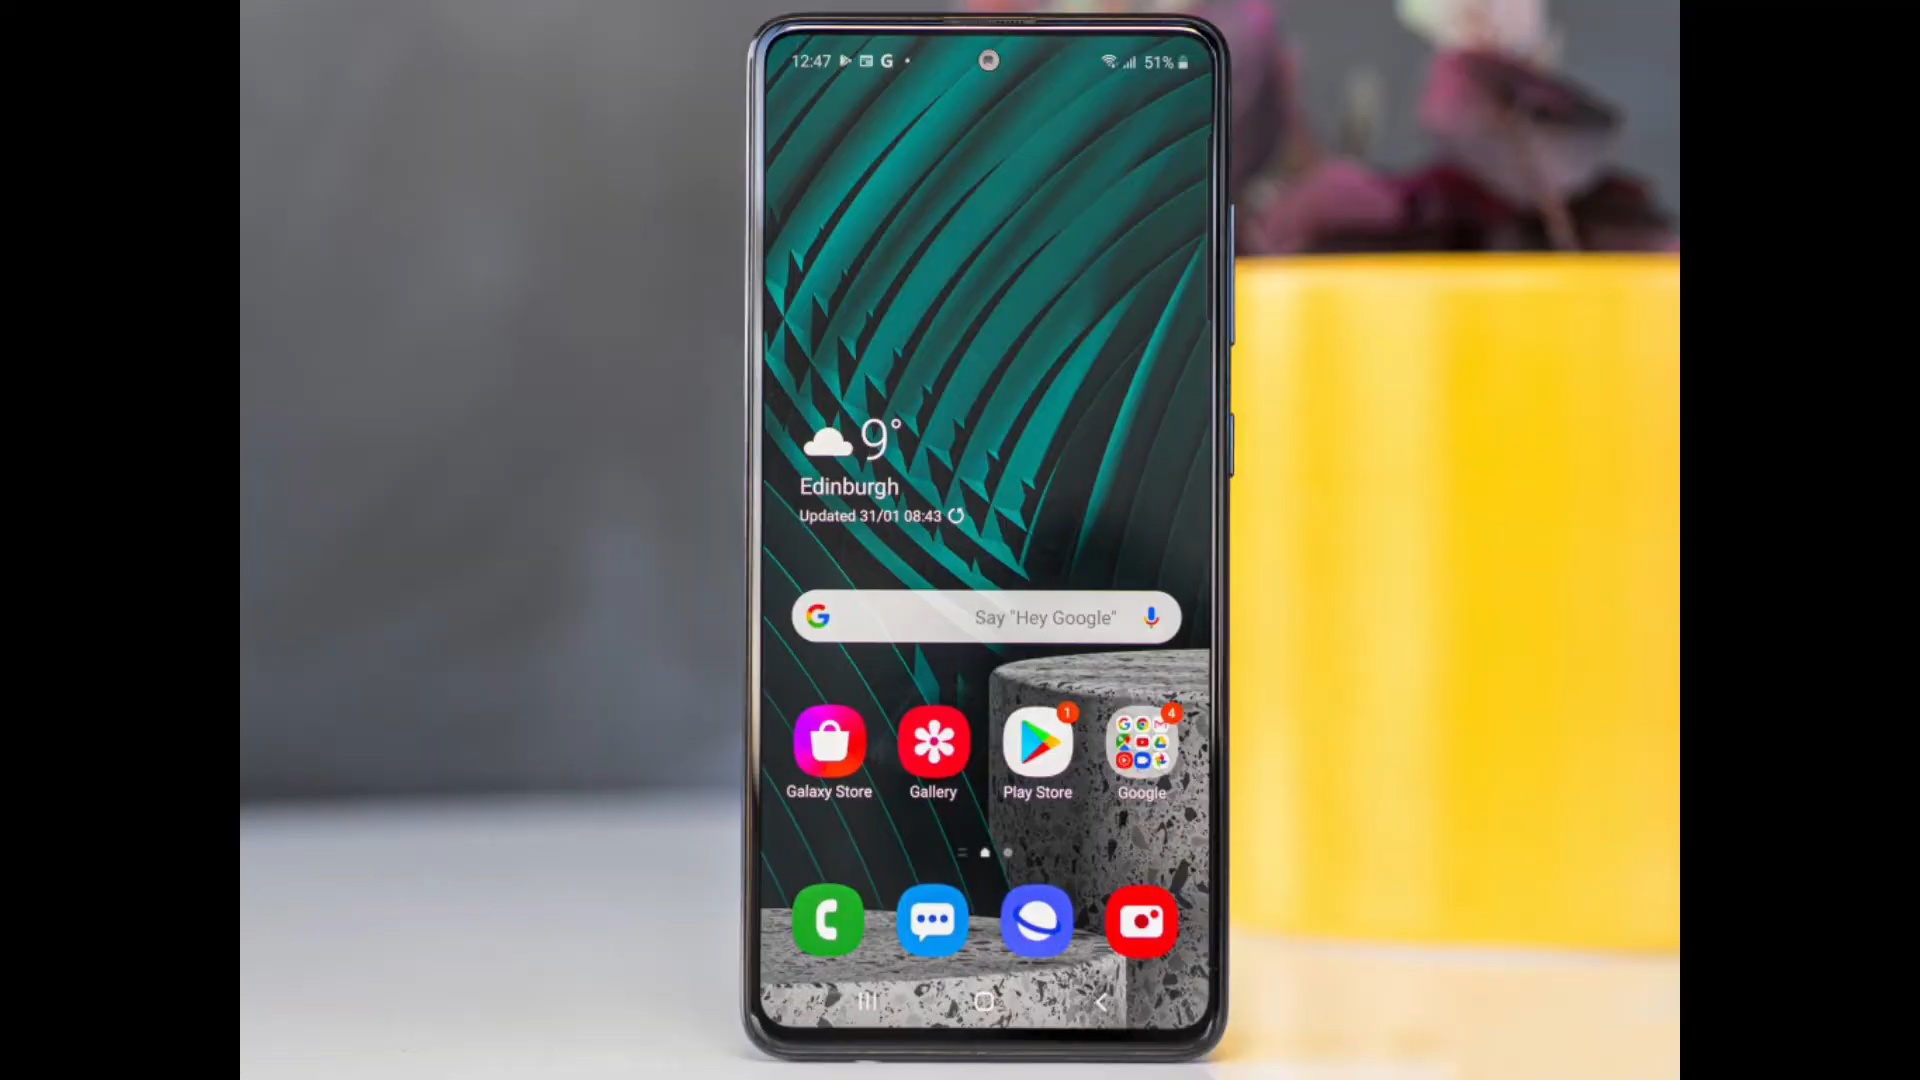 12:47 G 51%
9°
Edinburgh
Updated 31/01 08:43
G Say "Hey Google"
1 4
Galaxy Store Gallery Play Store Google